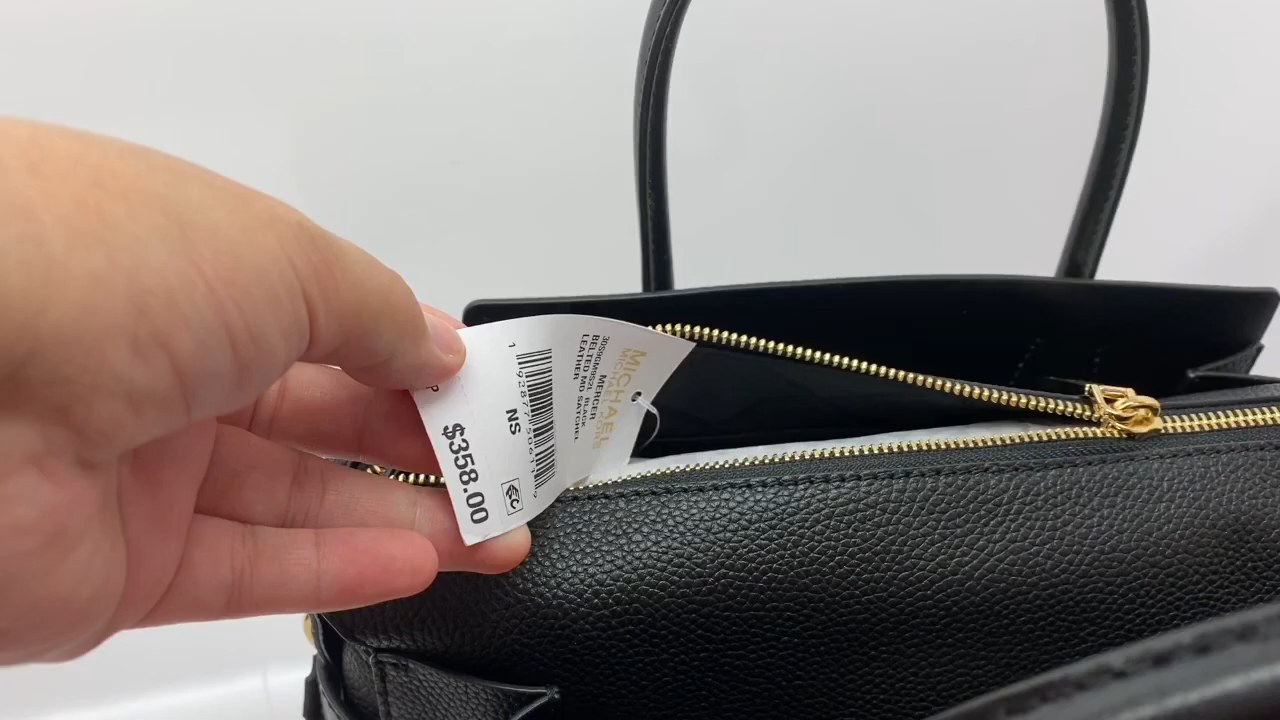 MICHAEL
MICHAEL KORS
MERCER
BLACK
BELTED MD SATCHEL
LEATHER
NS
$358.00